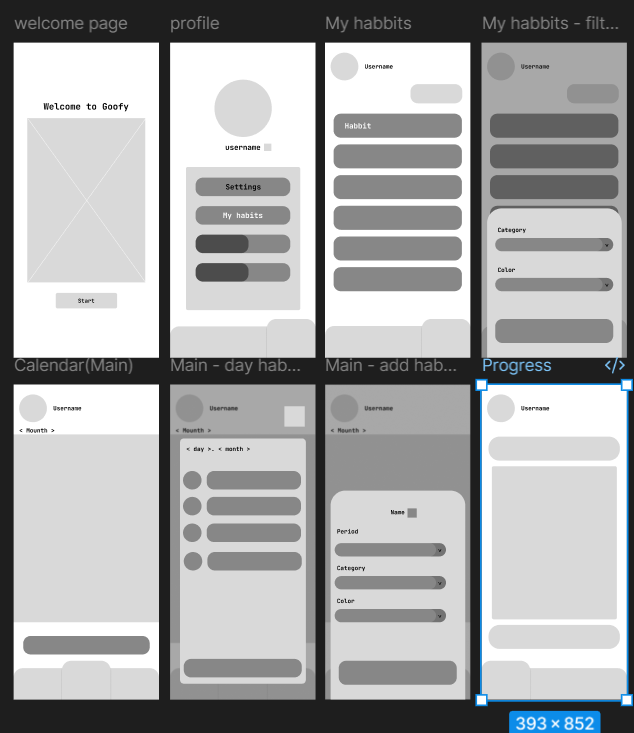 welcome page
profile
My habbits
My habbits - filt...
Welcome to Goofy
Start
username
Settings
My habits
Username
Habbit
Username
Category
Color
Calendar(Main)
Main - day hab...
Main - add hab...
Progress
</>
Username
< Mounth >
Username
< Mounth >
< day >. < month >
Username
< Mounth >
Name
Period
Category
Color
Username
393 × 852